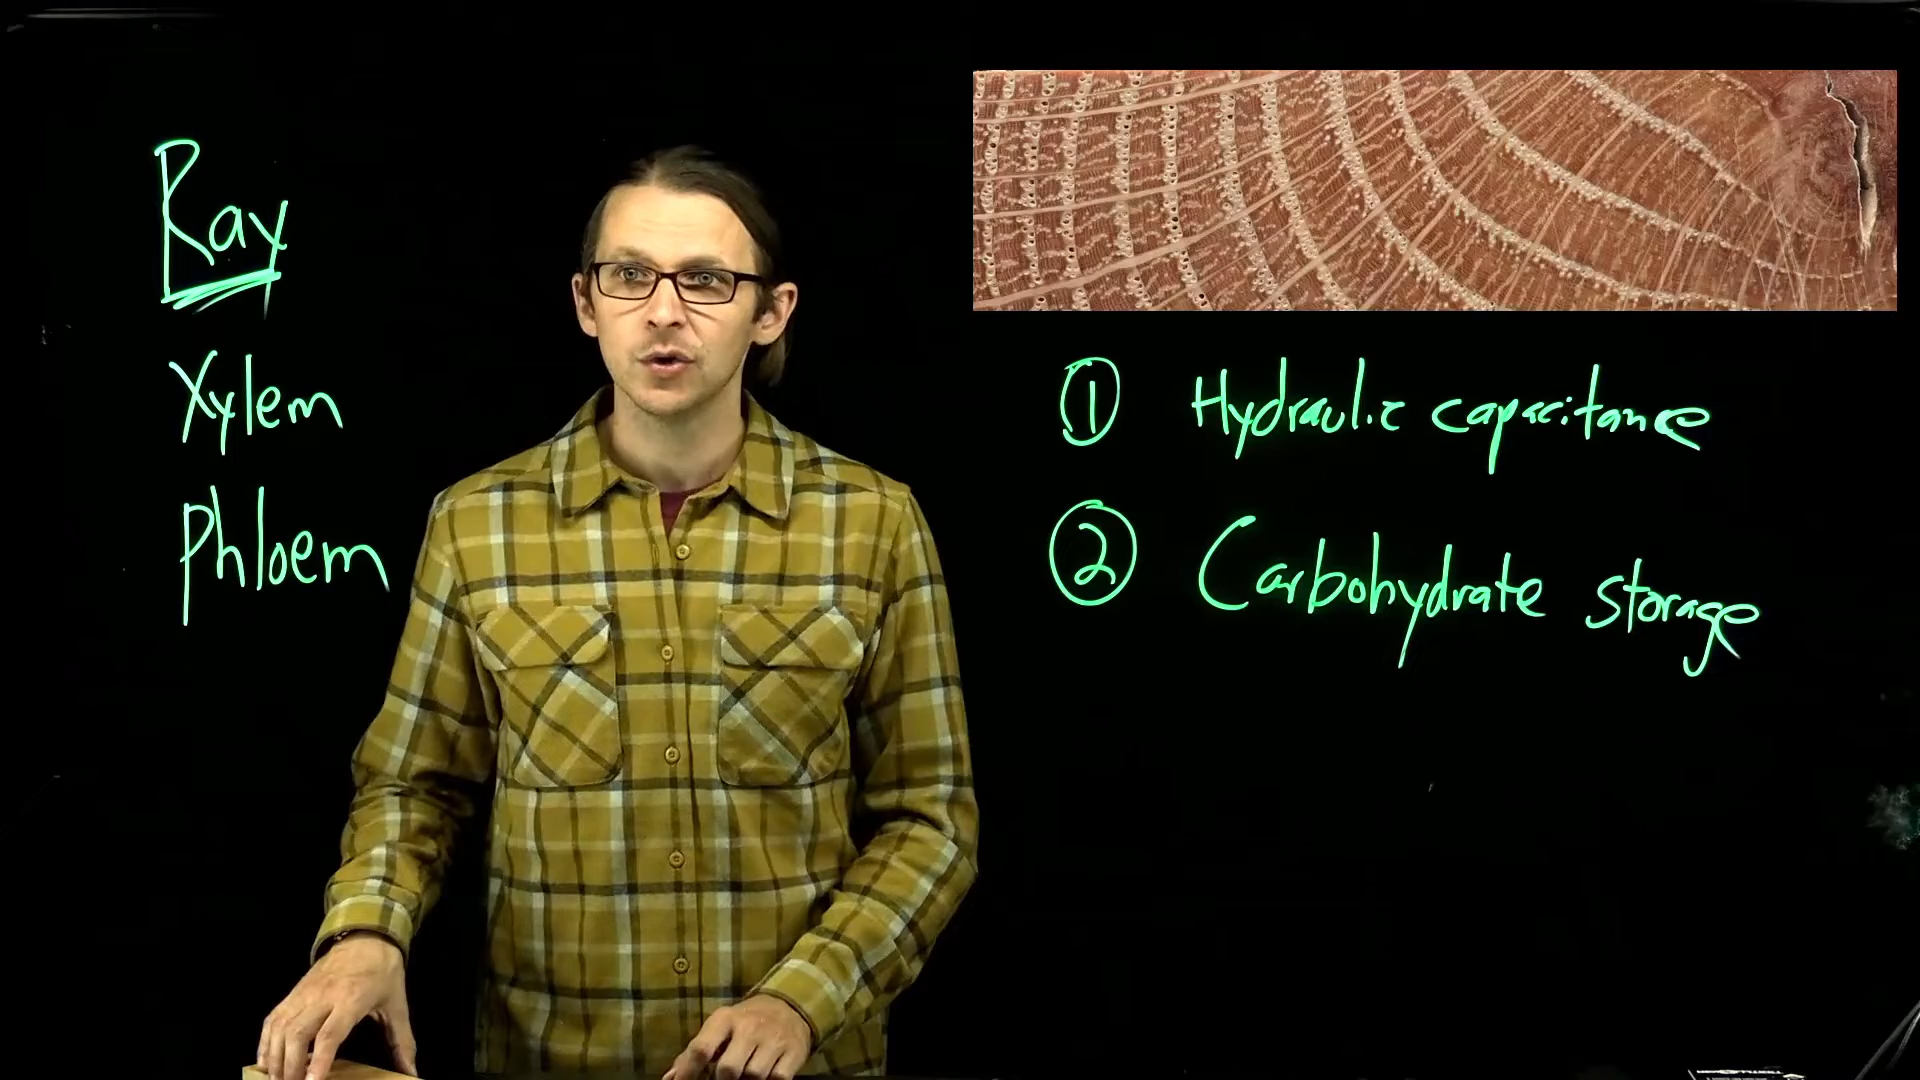 Ray
Xylem
Phloem
① Hydraulic capacitance
② Carbohydrate storage